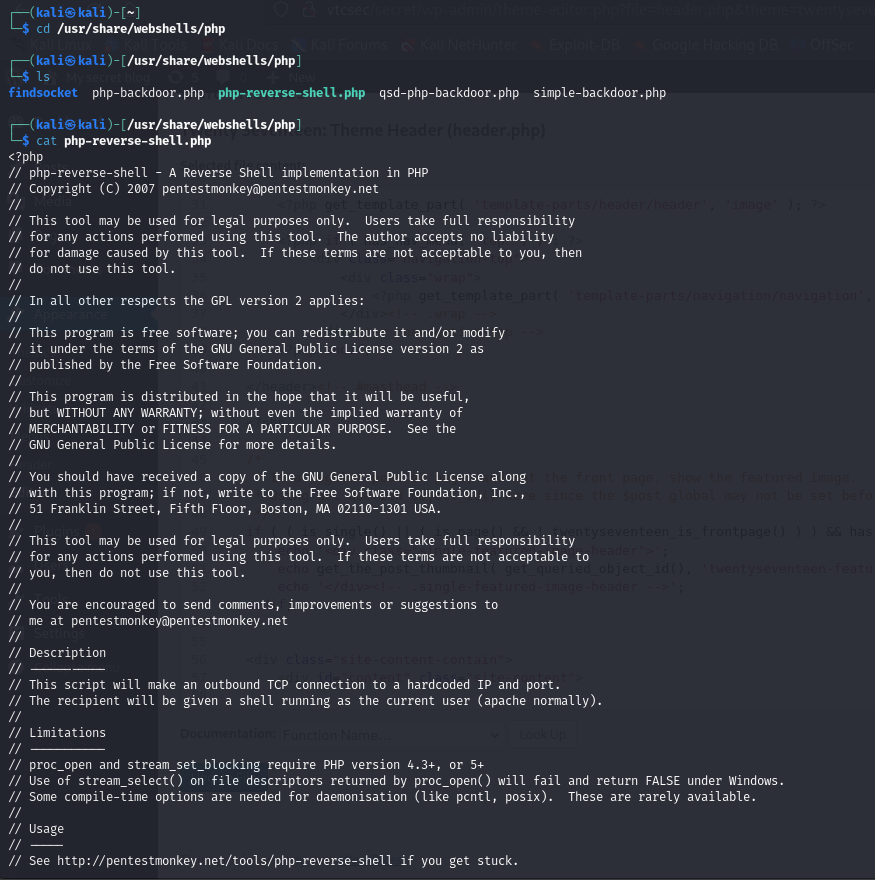 (kali㉿kali)-[~]
$ cd /usr/share/webshells/php
(kali㉿kali)-[/usr/share/webshells/php]
$ ls
findsocket  php-backdoor.php  php-reverse-shell.php  qsd-php-backdoor.php  simple-backdoor.php
(kali㉿kali)-[/usr/share/webshells/php]
$ cat php-reverse-shell.php
<?php
// php-reverse-shell - A Reverse Shell implementation in PHP
// Copyright (C) 2007 pentestmonkey@pentestmonkey.net
//
// This tool may be used for legal purposes only.  Users take full responsibility
// for any actions performed using this tool.  The author accepts no liability
// for damage caused by this tool.  If these terms are not acceptable to you, then
// do not use this tool.
//
// In all other respects the GPL version 2 applies:
//
// This program is free software; you can redistribute it and/or modify
// it under the terms of the GNU General Public License version 2 as
// published by the Free Software Foundation.
//
// This program is distributed in the hope that it will be useful,
// but WITHOUT ANY WARRANTY; without even the implied warranty of
// MERCHANTABILITY or FITNESS FOR A PARTICULAR PURPOSE.  See the
// GNU General Public License for more details.
//
// You should have received a copy of the GNU General Public License along
// with this program; if not, write to the Free Software Foundation, Inc.,
// 51 Franklin Street, Fifth Floor, Boston, MA 02110-1301 USA.
//
// This tool may be used for legal purposes only.  Users take full responsibility
// for any actions performed using this tool.  If these terms are not acceptable to
// you, then do not use this tool.
//
// You are encouraged to send comments, improvements or suggestions to
// me at pentestmonkey@pentestmonkey.net
//
// Description
// -----------
// This script will make an outbound TCP connection to a hardcoded IP and port.
// The recipient will be given a shell running as the current user (apache normally).
//
// Limitations
// -----------
// proc_open and stream_set_blocking require PHP version 4.3+, or 5+
// Use of stream_select() on file descriptors returned by proc_open() will fail and return FALSE under Windows.
// Some compile-time options are needed for daemonisation (like pcntl, posix).  These are rarely available.
//
// Usage
// -----
// See http://pentestmonkey.net/tools/php-reverse-shell if you get stuck.